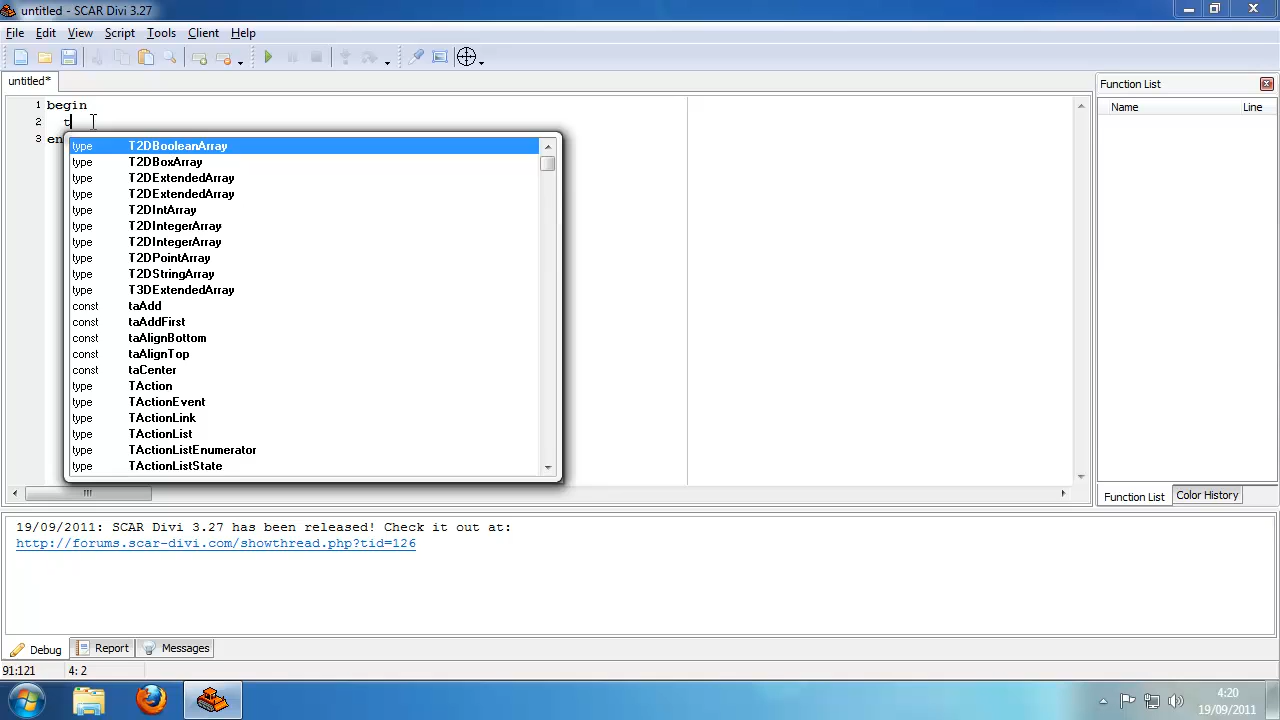 untitled - SCAR Divi 3.27
File Edit View Script Tools Client Help
untitled*
Function List
Name Line
1 begin
2 t
3 en
type T2DBooleanArray
type T2DBoxArray
type T2DExtendedArray
type T2DExtendedArray
type T2DIntArray
type T2DIntegerArray
type T2DIntegerArray
type T2DPointArray
type T2DStringArray
type T3DExtendedArray
const taAdd
const taAddFirst
const taAlignBottom
const taAlignTop
const taCenter
type TAction
type TActionEvent
type TActionLink
type TActionList
type TActionListEnumerator
type TActionListState
Function List Color History
19/09/2011: SCAR Divi 3.27 has been released! Check it out at:
http://forums.scar-divi.com/showthread.php?tid=126
Debug Report Messages
91:121 4: 2
4:20
19/09/2011